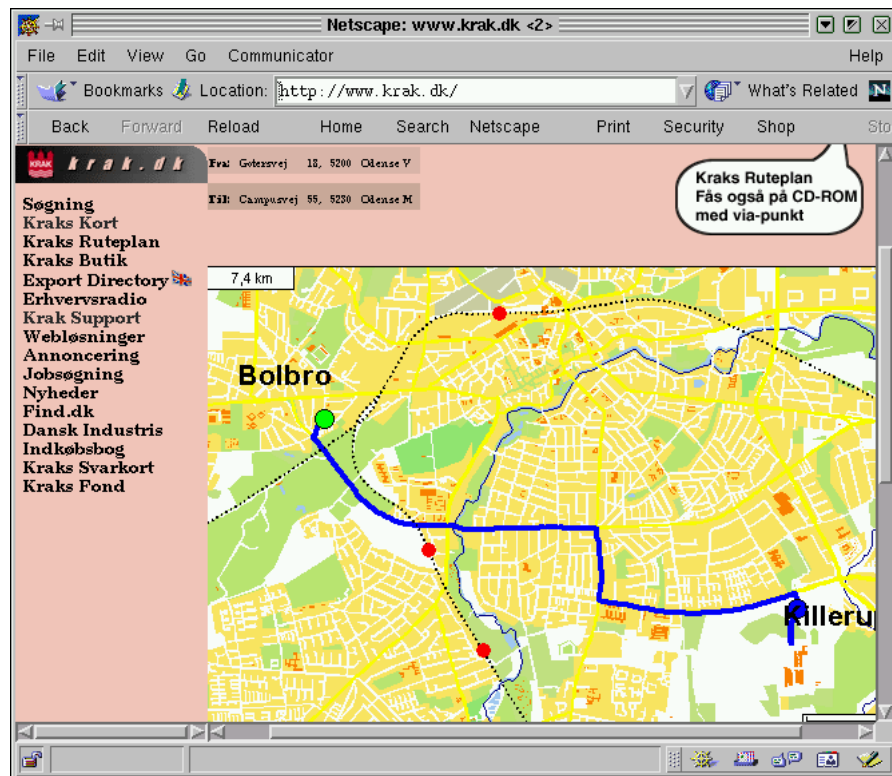 Netscape: www.krak.dk <2>
File Edit View Go Communicator Help
Bookmarks Location: http://www.krak.dk/ What's Related N
Back Forward Reload Home Search Netscape Print Security Shop Sto
KRAK krak.dk
Fra: Gotersvej 18, 5200 Odense V
Til: Campusvej 55, 5230 Odense M
Kraks Ruteplan
Fås også på CD-ROM
med via-punkt
Søgning
Kraks Kort
Kraks Ruteplan
Kraks Butik
Export Directory
Erhvervsradio
Krak Support
Webløsninger
Annoncering
Jobsøgning
Nyheder
Find.dk
Dansk Industris
Indkøbsbog
Kraks Svarkort
Kraks Fond
7,4 km
Bolbro
Killeru